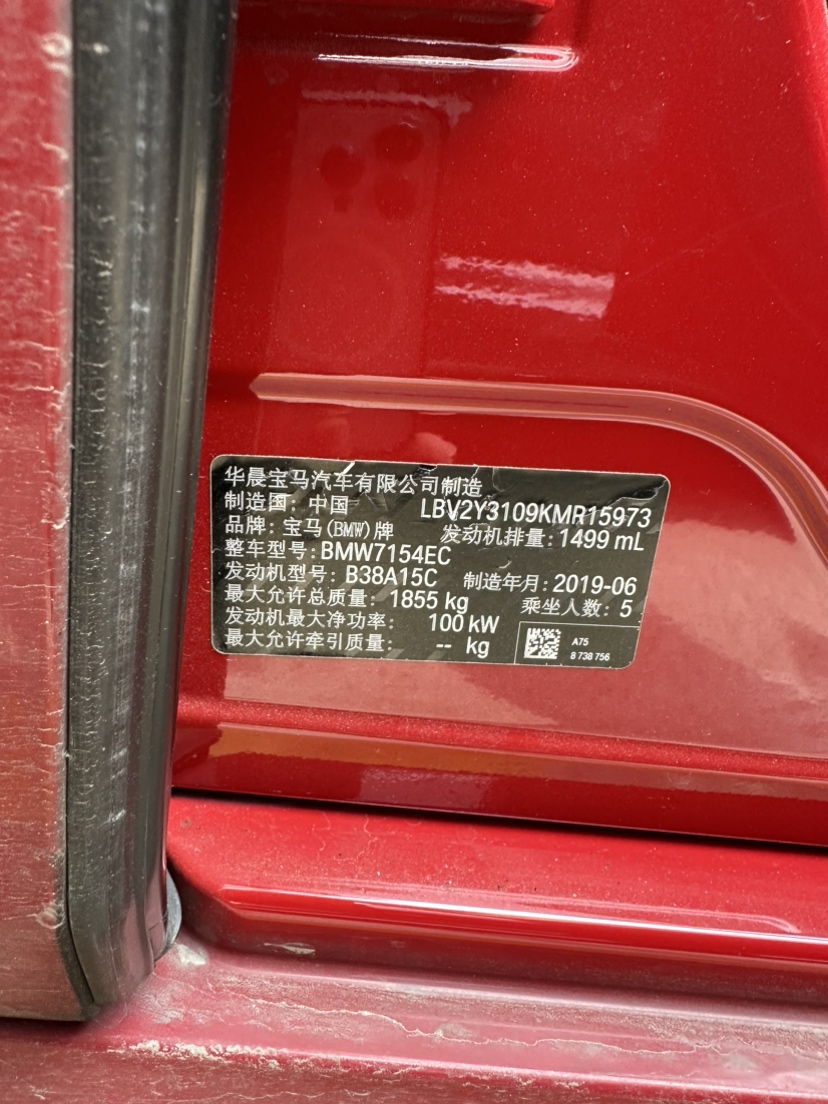 华晨宝马汽车有限公司制造
制造国：中国 LBV2Y3109KMR15973
品牌：宝马(BMW)牌 发动机排量：1499 mL
整车型号：BMW7154EC
发动机型号：B38A15C 制造年月：2019-06
最大允许总质量：1855 kg 乘坐人数：5
发动机最大净功率：100 kW
最大允许牵引质量：-- kg
A75
8 738 756